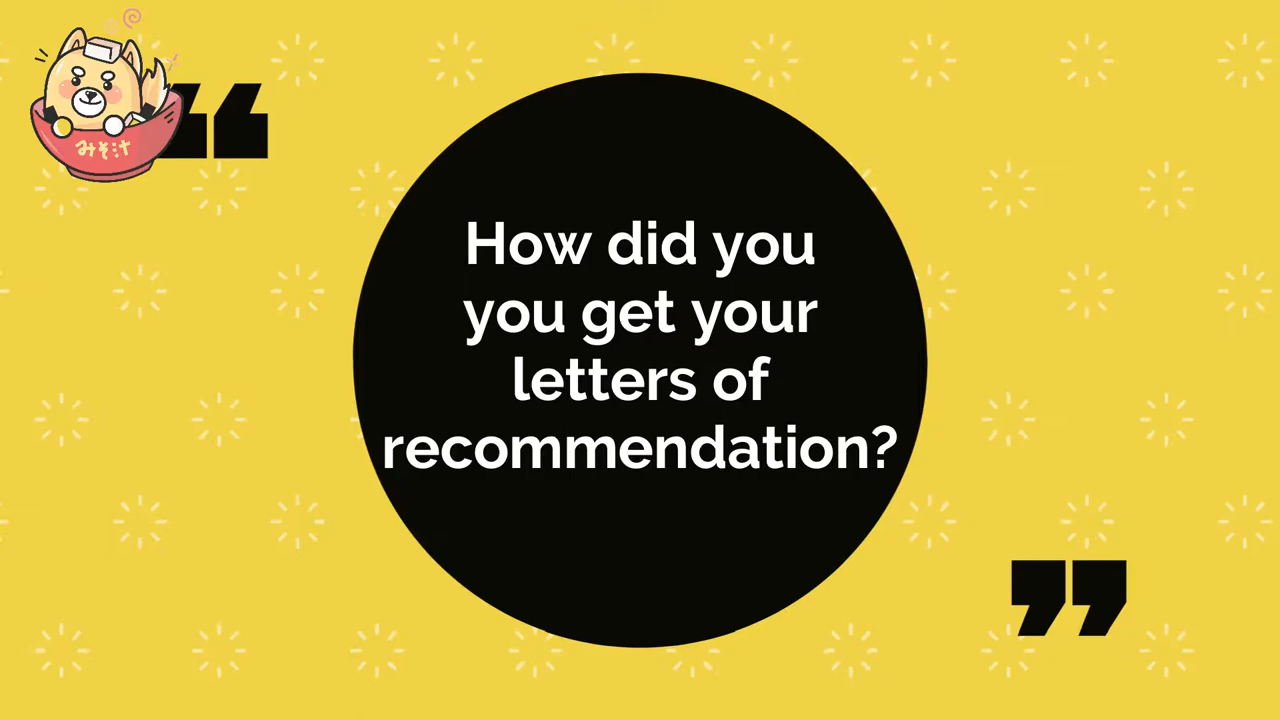 みそ汁
How did you
you get your
letters of
recommendation?